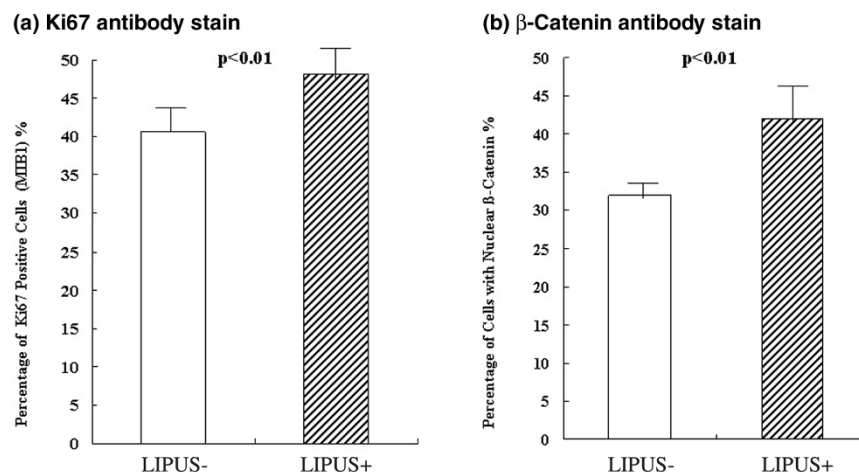 (a) Ki67 antibody stain
Percentage of Ki67 Positive Cells (MIB1) %
50
45
40
35
30
25
20
15
10
5
0
p<0.01
LIPUS-
LIPUS+
(b) β-Catenin antibody stain
Percentage of Cells with Nuclear β-Catenin %
50
45
40
35
30
25
20
15
10
5
0
p<0.01
LIPUS-
LIPUS+